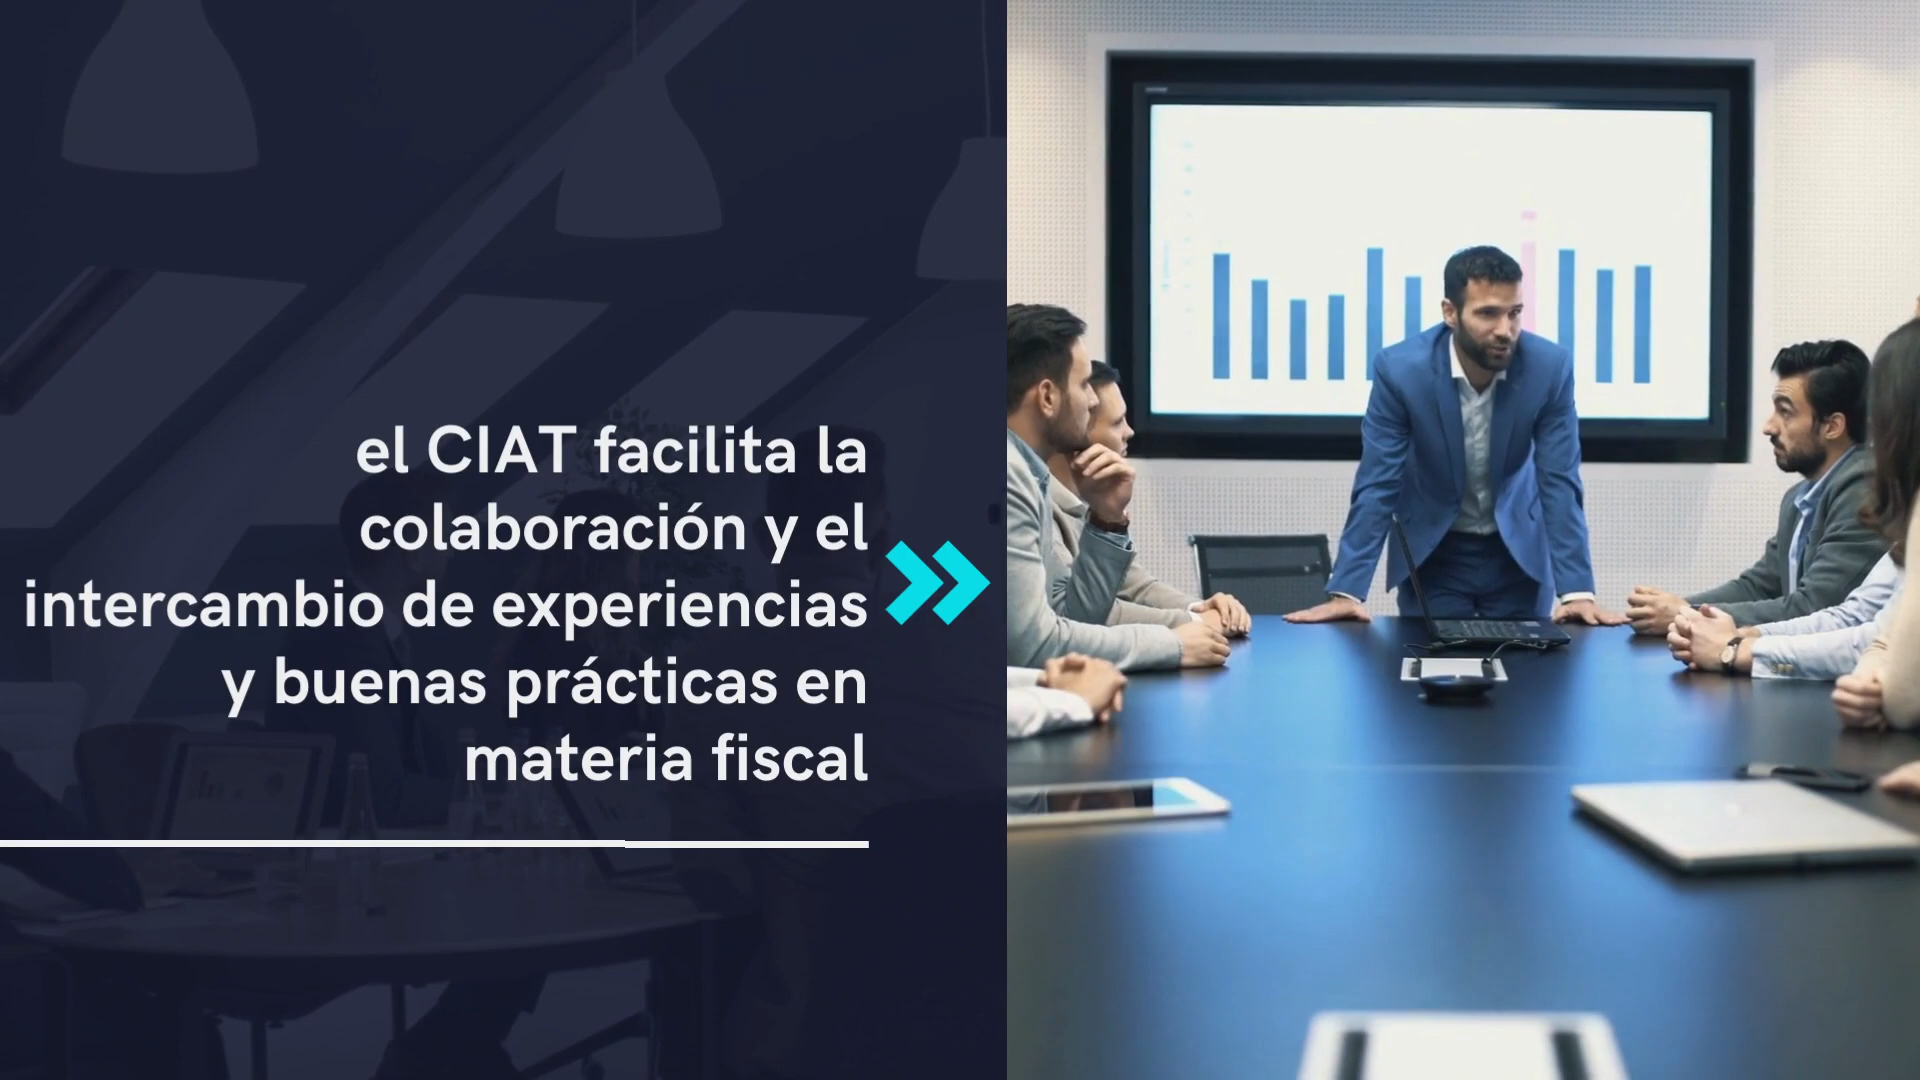 el CIAT facilita la
colaboración y el
intercambio de experiencias
y buenas prácticas en
materia fiscal